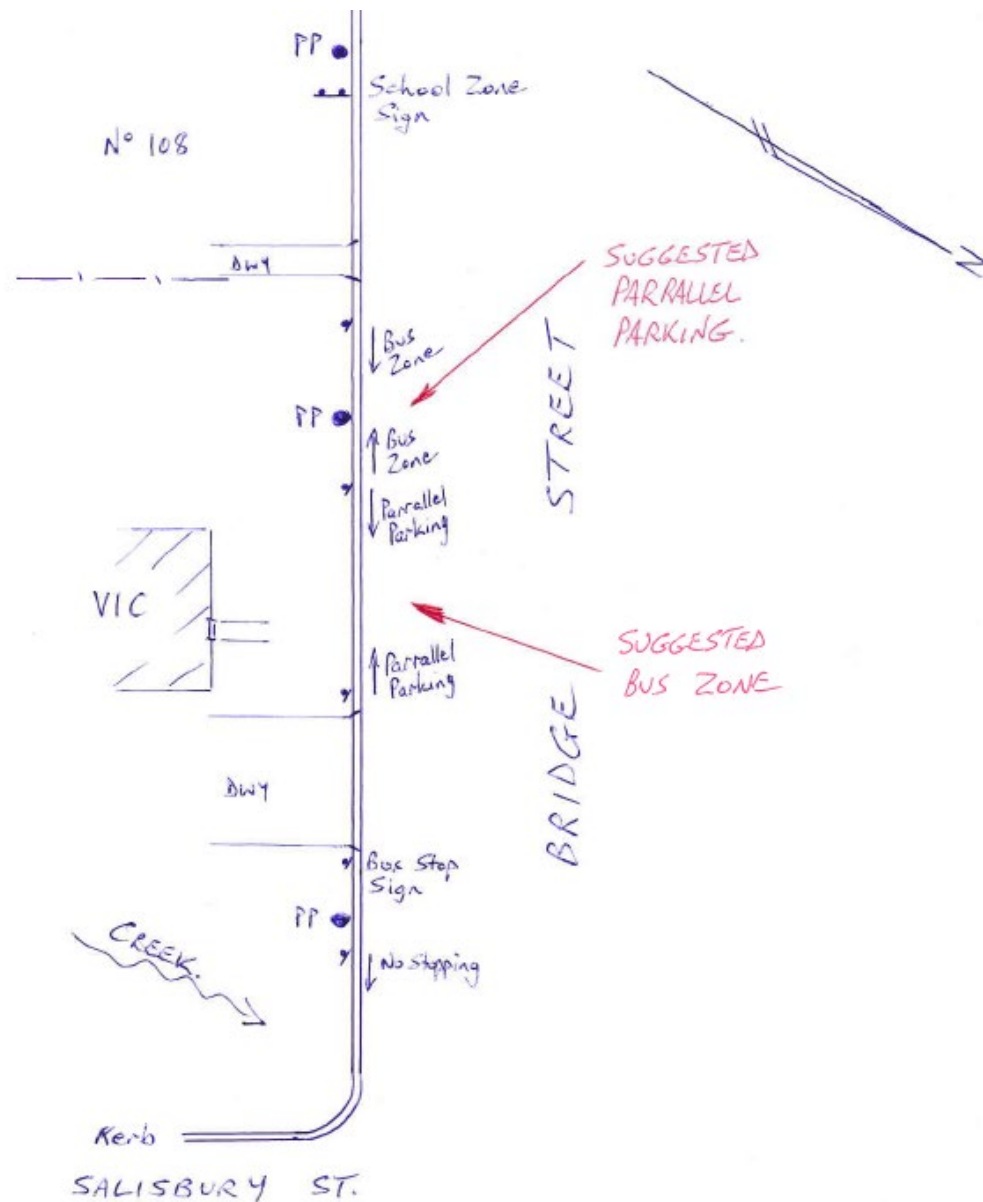 PP
School Zone
Sign
Nº 108
DWY
SUGGESTED
PARRALLEL
PARKING.
N
Bus
Zone
PP
Bus
Zone
STREET
Parrallel
Parking
VIC
Parrallel
Parking
SUGGESTED
BUS ZONE
BRIDGE
DWY
Bus Stop
Sign
PP
CREEK.
No Stopping
Kerb
SALISBURY ST.